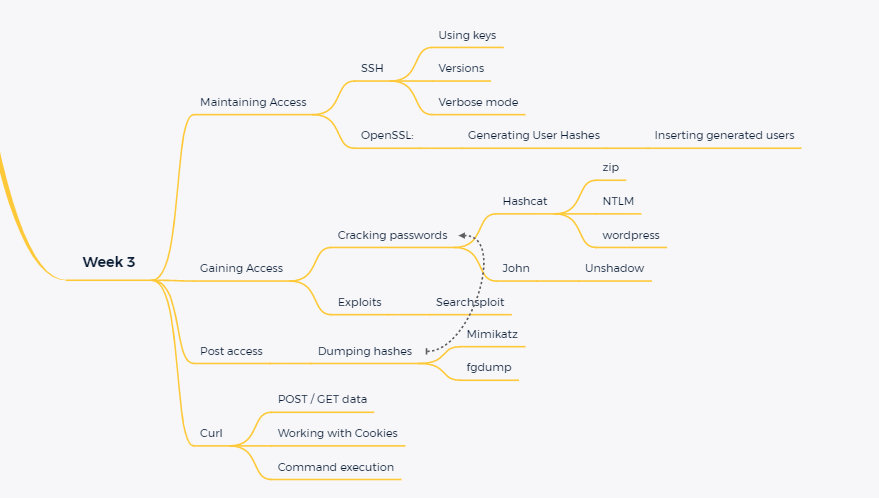 Using keys
SSH
Versions
Maintaining Access
Verbose mode
OpenSSL:
Generating User Hashes
Inserting generated users
zip
Hashcat
NTLM
Cracking passwords
wordpress
Week 3
Gaining Access
John
Unshadow
Exploits
Searchsploit
Mimikatz
Post access
Dumping hashes
fgdump
POST / GET data
Curl
Working with Cookies
Command execution